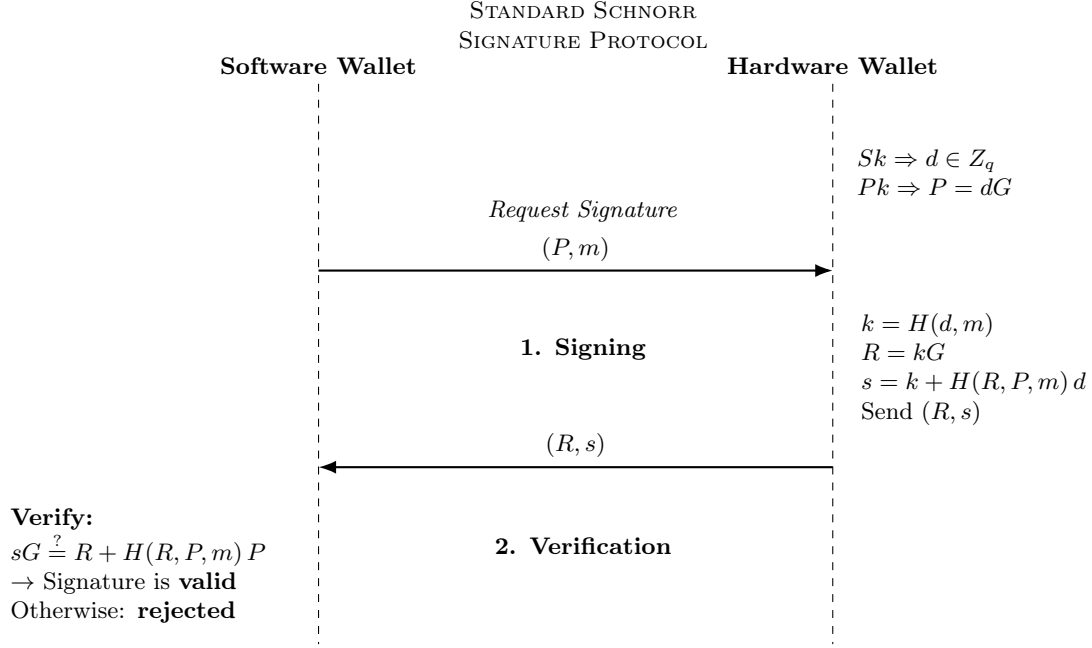 STANDARD SCHNORR
SIGNATURE PROTOCOL
Software Wallet
Hardware Wallet
Sk ⇒ d ∈ Z_q
Pk ⇒ P = dG
Request Signature
(P, m)
1. Signing
k = H(d, m)
R = kG
s = k + H(R, P, m) d
Send (R, s)
(R, s)
Verify:
sG ≟ R + H(R, P, m) P
→ Signature is valid
Otherwise: rejected
2. Verification